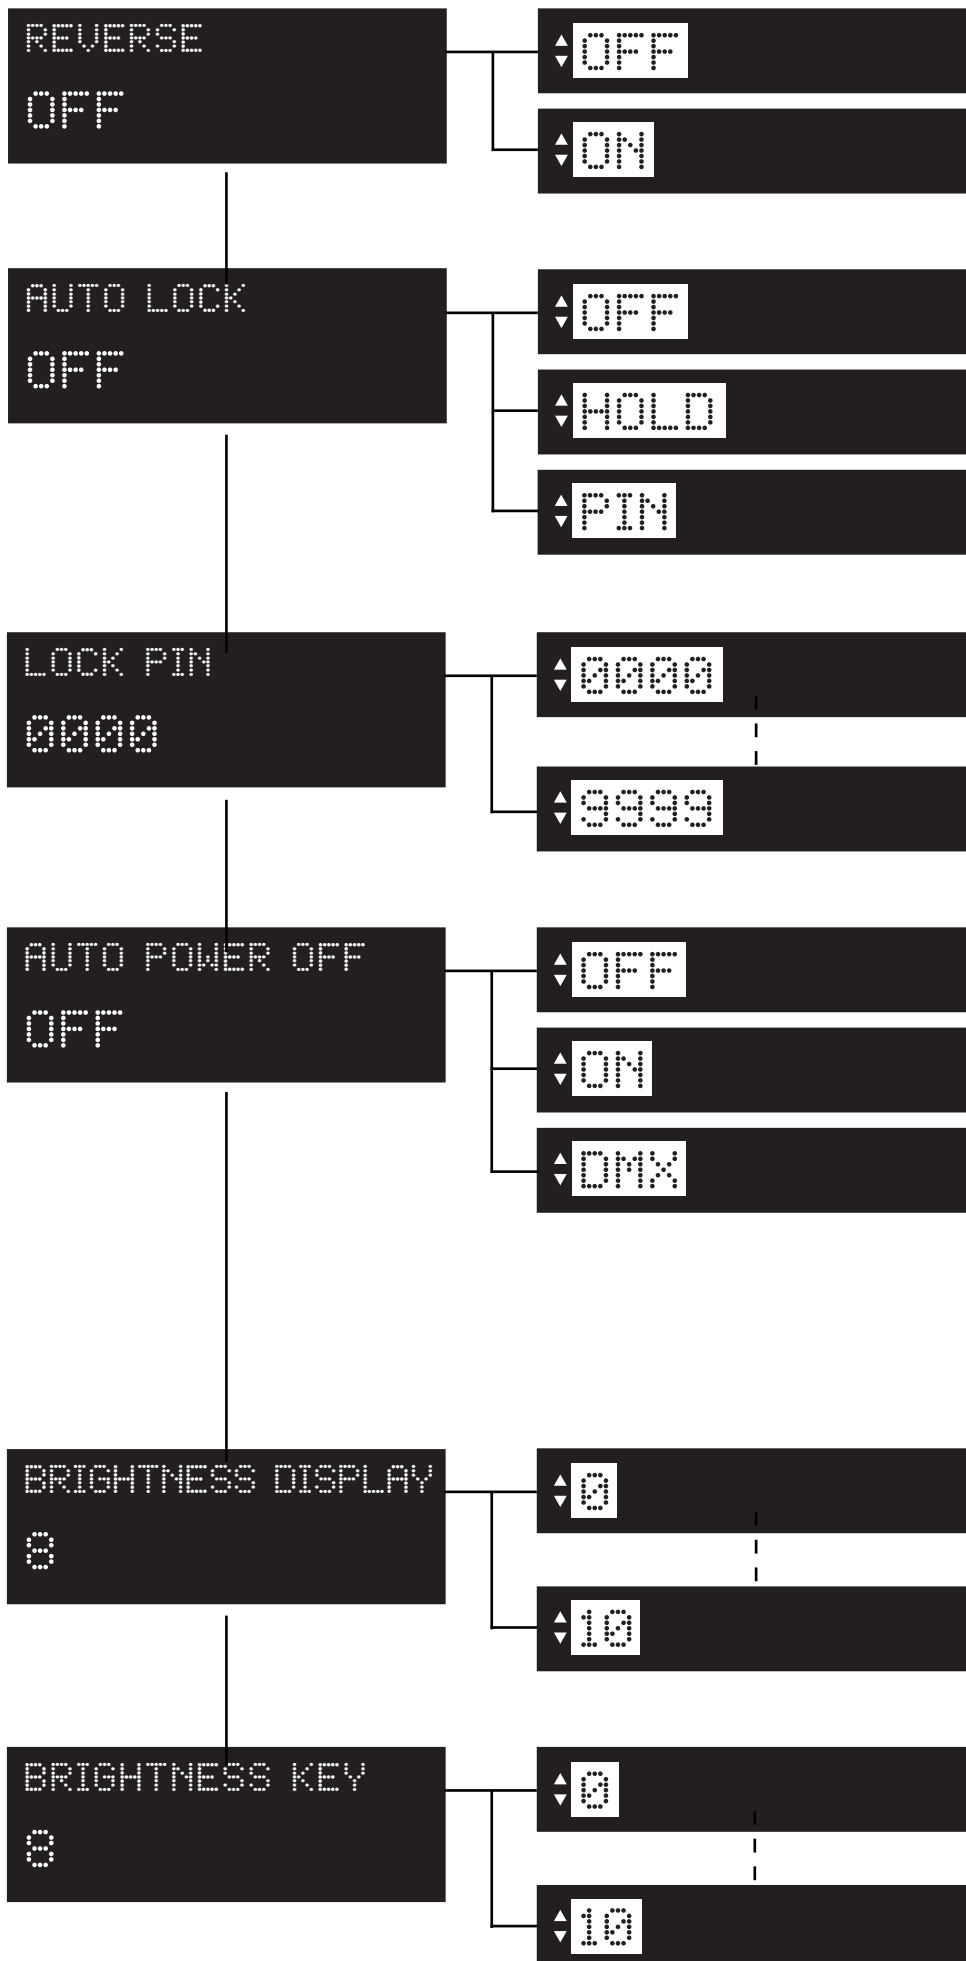 REVERSE
OFF
OFF
ON
AUTO LOCK
OFF
OFF
HOLD
PIN
LOCK PIN
0000
0000
9999
AUTO POWER OFF
OFF
OFF
ON
DMX
BRIGHTNESS DISPLAY
8
0
10
BRIGHTNESS KEY
8
0
10